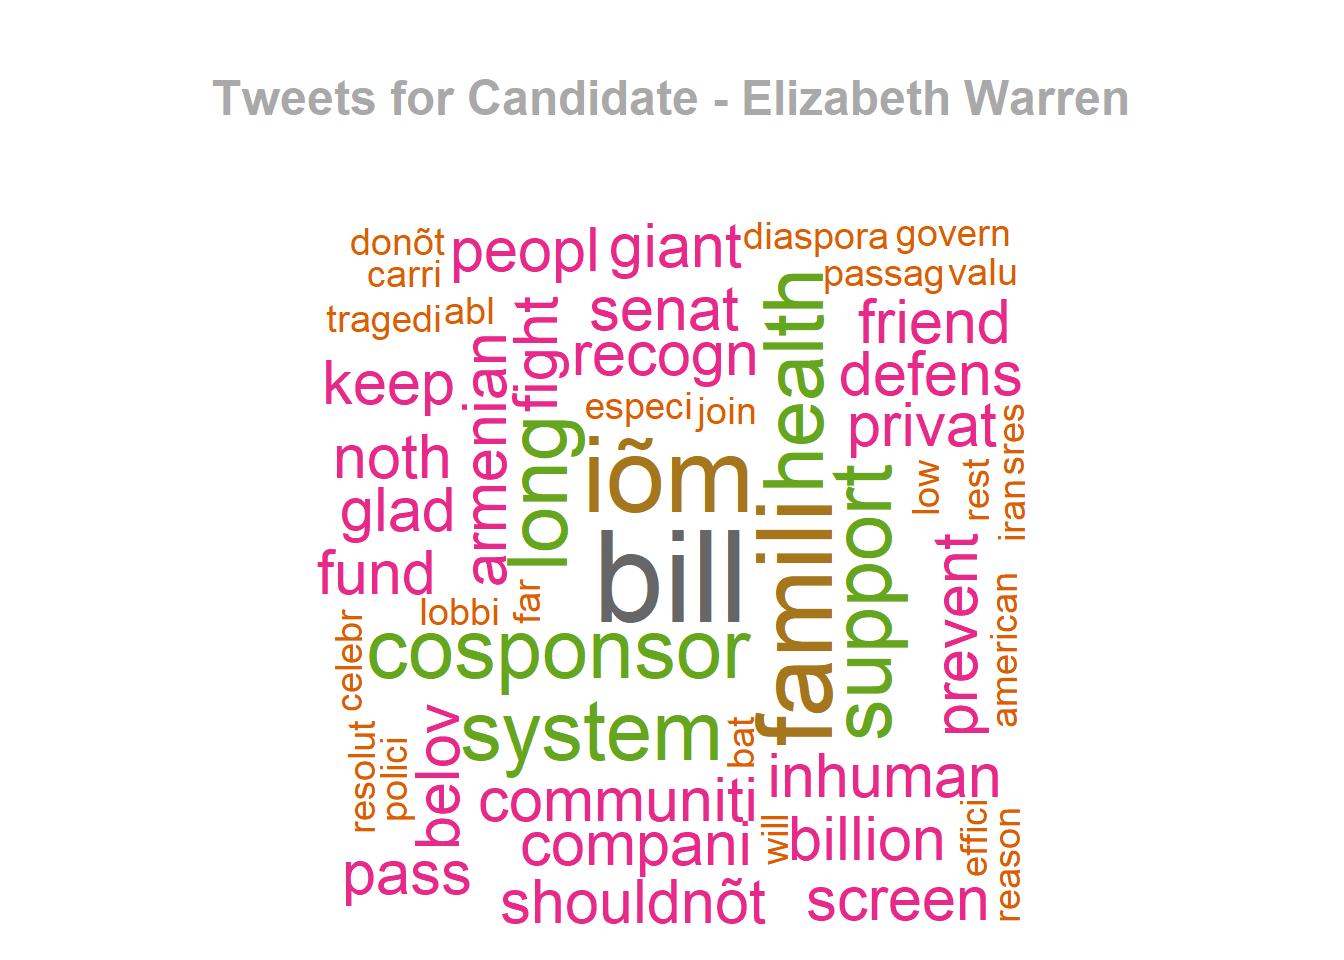 Tweets for Candidate - Elizabeth Warren
donõt
peopl
giant
diaspora
govern
carri
passag
valu
tragedi
abl
fight
senat
health
friend
recogn
keep
armenian
defens
especi
join
privat
sres
long
noth
iõm
glad
support
low
rest
iran
famili
bill
fund
prevent
american
lobbi
far
celebr
cosponsor
system
bat
resolut
polici
belov
inhuman
communiti
compani
will
billion
effici
reason
pass
shouldnõt
screen